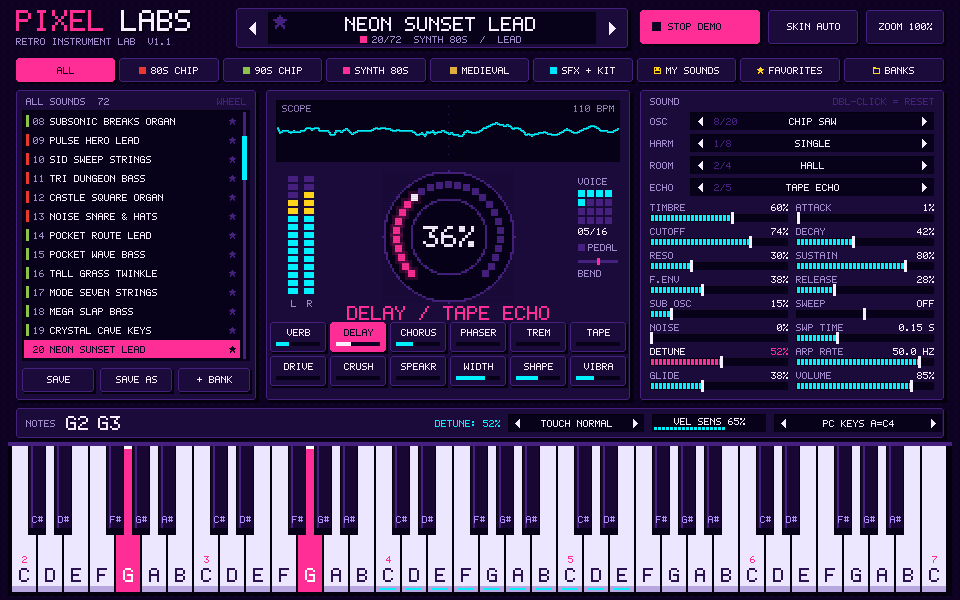 PIXEL LABS
RETRO INSTRUMENT LAB V1.1
NEON SUNSET LEAD
20/72 SYNTH 80S / LEAD
STOP DEMO
SKIN AUTO
ZOOM 100%
ALL
80S CHIP
90S CHIP
SYNTH 80S
MEDIEVAL
SFX + KIT
MY SOUNDS
FAVORITES
BANKS
ALL SOUNDS 72
WHEEL
08 SUBSONIC BREAKS ORGAN
09 PULSE HERO LEAD
10 SID SWEEP STRINGS
11 TRI DUNGEON BASS
12 CASTLE SQUARE ORGAN
13 NOISE SNARE & HATS
14 POCKET ROUTE LEAD
15 POCKET WAVE BASS
16 TALL GRASS TWINKLE
17 MODE SEVEN STRINGS
18 MEGA SLAP BASS
19 CRYSTAL CAVE KEYS
20 NEON SUNSET LEAD
SAVE
SAVE AS
+ BANK
SCOPE
110 BPM
L R
36%
VOICE
05/16
PEDAL
BEND
DELAY / TAPE ECHO
VERB
DELAY
CHORUS
PHASER
TREM
TAPE
DRIVE
CRUSH
SPEAKR
WIDTH
SHAPE
VIBRA
SOUND
DBL-CLICK = RESET
OSC 8/20 CHIP SAW
HARM 1/8 SINGLE
ROOM 2/4 HALL
ECHO 2/5 TAPE ECHO
TIMBRE 60% ATTACK 1%
CUTOFF 74% DECAY 42%
RESO 30% SUSTAIN 80%
F.ENV 38% RELEASE 28%
SUB OSC 15% SWEEP OFF
NOISE 0% SWP TIME 0.15 S
DETUNE 52% ARP RATE 50.0 HZ
GLIDE 38% VOLUME 85%
NOTES G2 G3
DETUNE: 52%
TOUCH NORMAL
VEL SENS 65%
PC KEYS A=C4
C# D# F# G# A# C# D# F# G# A# C# D# F# G# A# C# D# F# G# A# C# D# F# G# A#
2 3 4 5 6 7
C D E F G A B C D E F G A B C D E F G A B C D E F G A B C D E F G A B C